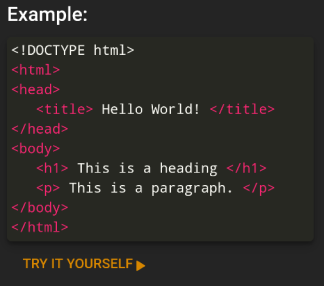 Example:
<!DOCTYPE html>
<html>
<head>
<title> Hello World! </title>
</head>
<body>
<h1> This is a heading </h1>
<p> This is a paragraph. </p>
</body>
</html>
TRY IT YOURSELF